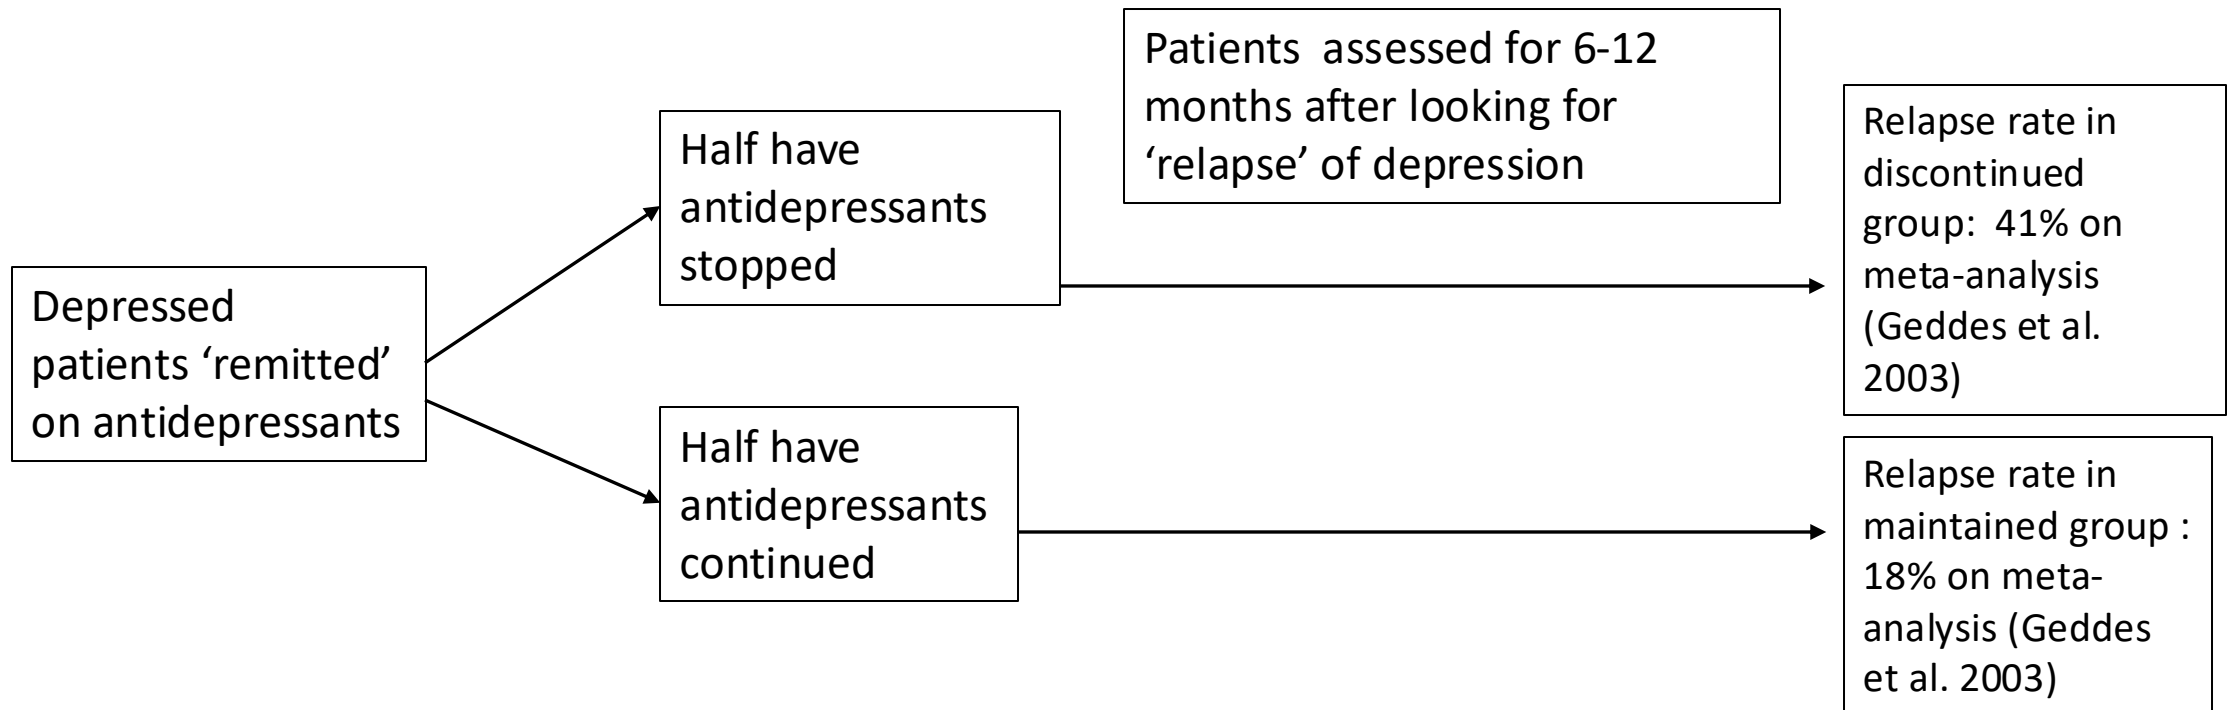 Depressed
patients ‘remitted’
on antidepressants
Half have
antidepressants
stopped
Half have
antidepressants
continued
Patients  assessed for 6-12
months after looking for
‘relapse’ of depression
Relapse rate in
discontinued
group:  41% on
meta-analysis
(Geddes et al.
2003)
Relapse rate in
maintained group :
18% on meta-
analysis (Geddes
et al. 2003)